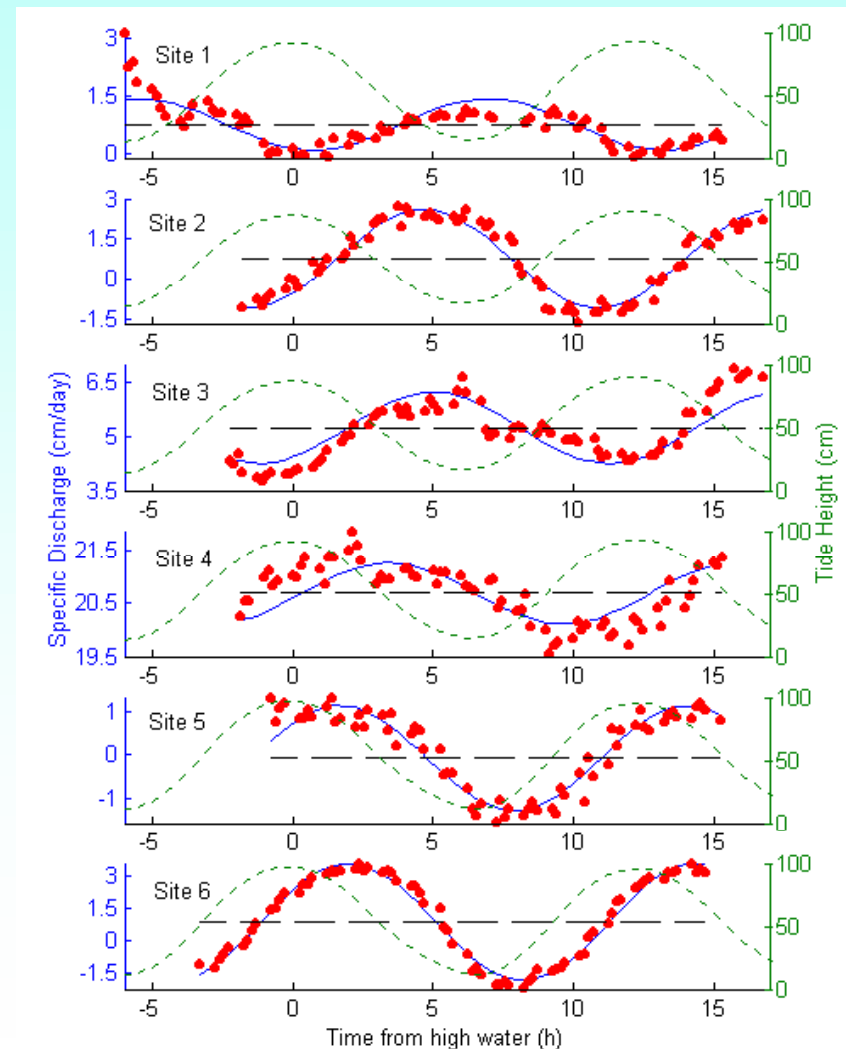 Site 1
3
1.5
0
100
50
0
-5 0 5 10 15
Site 2
3
1.5
0
-1.5
100
50
0
-5 0 5 10 15
Site 3
6.5
5
3.5
100
50
0
-5 0 5 10 15
Site 4
21.5
20.5
19.5
100
50
0
-5 0 5 10 15
Site 5
1
0
-1
100
50
0
-5 0 5 10 15
Site 6
3
1.5
0
-1.5
100
50
0
-5 0 5 10 15
Specific Discharge (cm/day)
Tide Height (cm)
Time from high water (h)